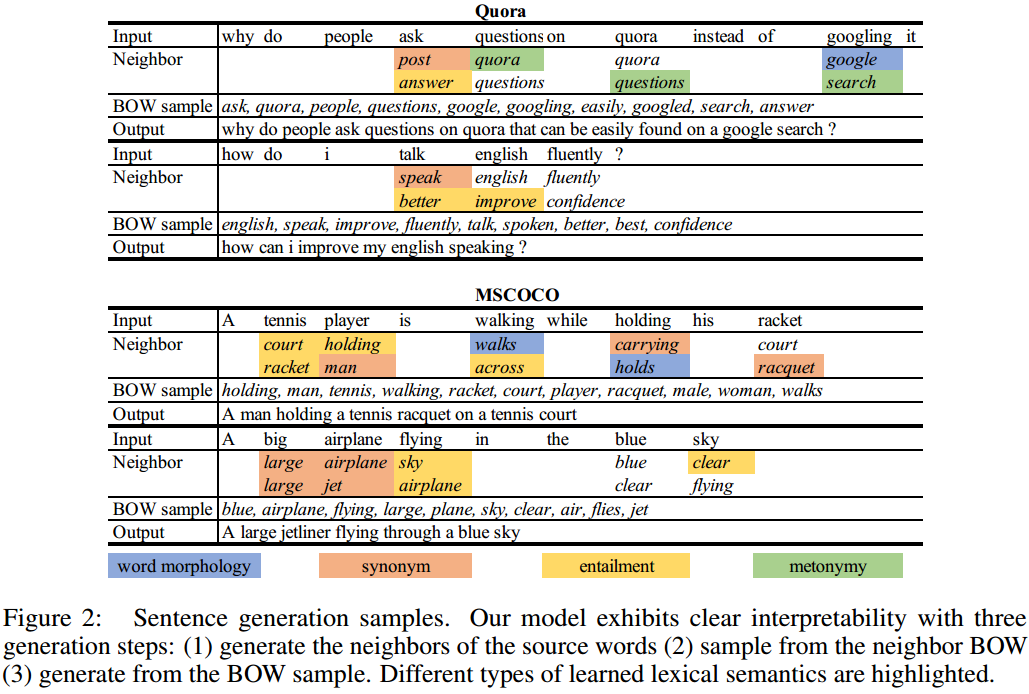 Quora
Input why do people ask questions on quora instead of googling it
Neighbor post quora quora google
answer questions questions search
BOW sample ask, quora, people, questions, google, googling, easily, googled, search, answer
Output why do people ask questions on quora that can be easily found on a google search ?
Input how do i talk english fluently ?
Neighbor speak english fluently
better improve confidence
BOW sample english, speak, improve, fluently, talk, spoken, better, best, confidence
Output how can i improve my english speaking ?
MSCOCO
Input A tennis player is walking while holding his racket
Neighbor court holding walks carrying court
racket man across holds racquet
BOW sample holding, man, tennis, walking, racket, court, player, racquet, male, woman, walks
Output A man holding a tennis racquet on a tennis court
Input A big airplane flying in the blue sky
Neighbor large airplane sky blue clear
large jet airplane clear flying
BOW sample blue, airplane, flying, large, plane, sky, clear, air, flies, jet
Output A large jetliner flying through a blue sky
word morphology synonym entailment metonymy
Figure 2: Sentence generation samples. Our model exhibits clear interpretability with three
generation steps: (1) generate the neighbors of the source words (2) sample from the neighbor BOW
(3) generate from the BOW sample. Different types of learned lexical semantics are highlighted.